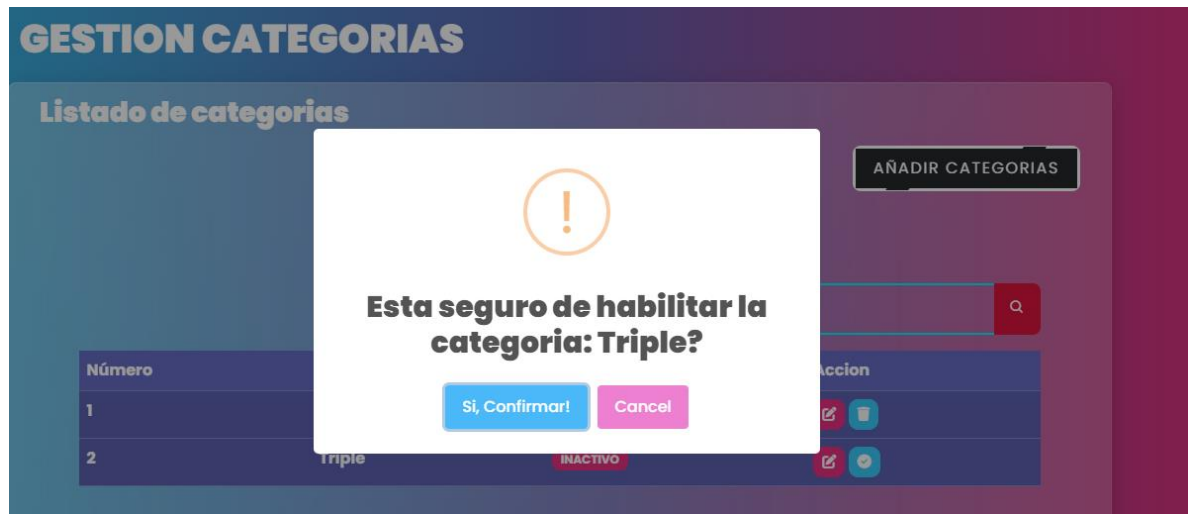 GESTION CATEGORIAS
Listado de categorias
AÑADIR CATEGORIAS
!
Esta seguro de habilitar la
categoria: Triple?
Si, Confirmar!
Cancel
Número
Accion
1
2
Triple
INACTIVO